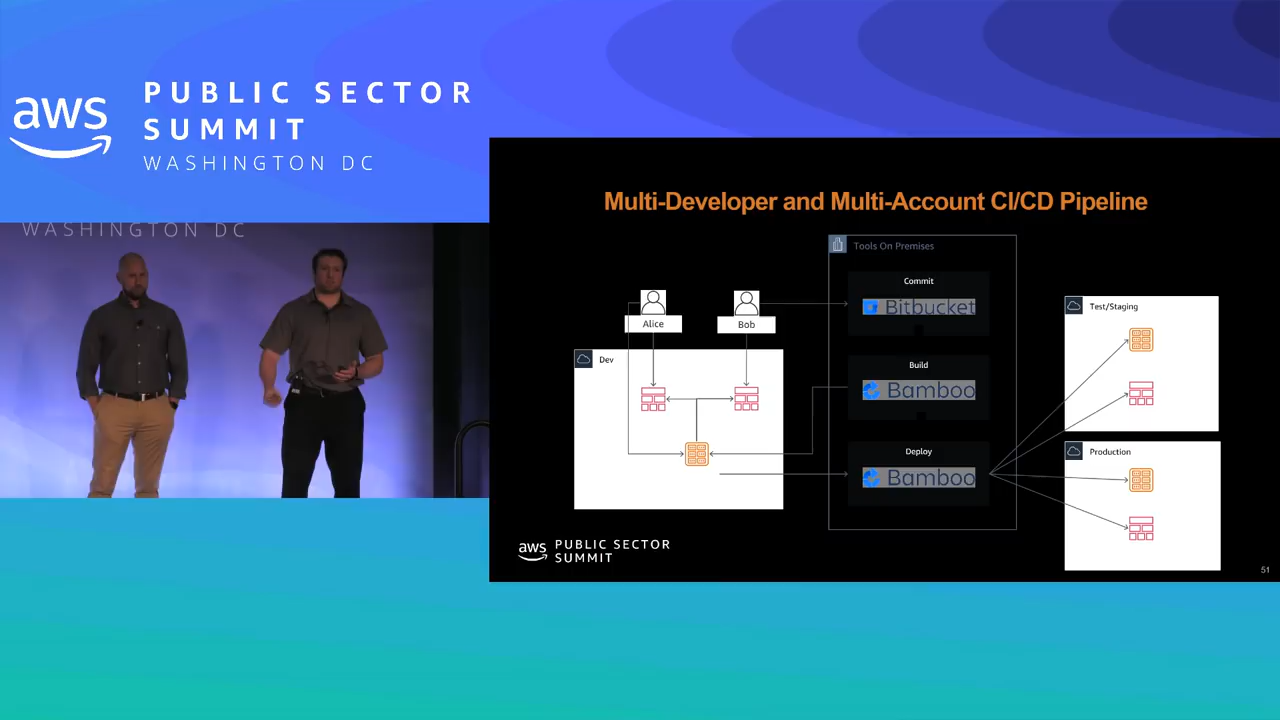 aws
PUBLIC SECTOR
SUMMIT
WASHINGTON DC
WASHINGTON DC
Multi-Developer and Multi-Account CI/CD Pipeline
Tools On Premises
Commit
Bitbucket
Alice
Bob
Test/Staging
Dev
Build
Bamboo
Deploy
Bamboo
Production
aws
PUBLIC SECTOR
SUMMIT
51